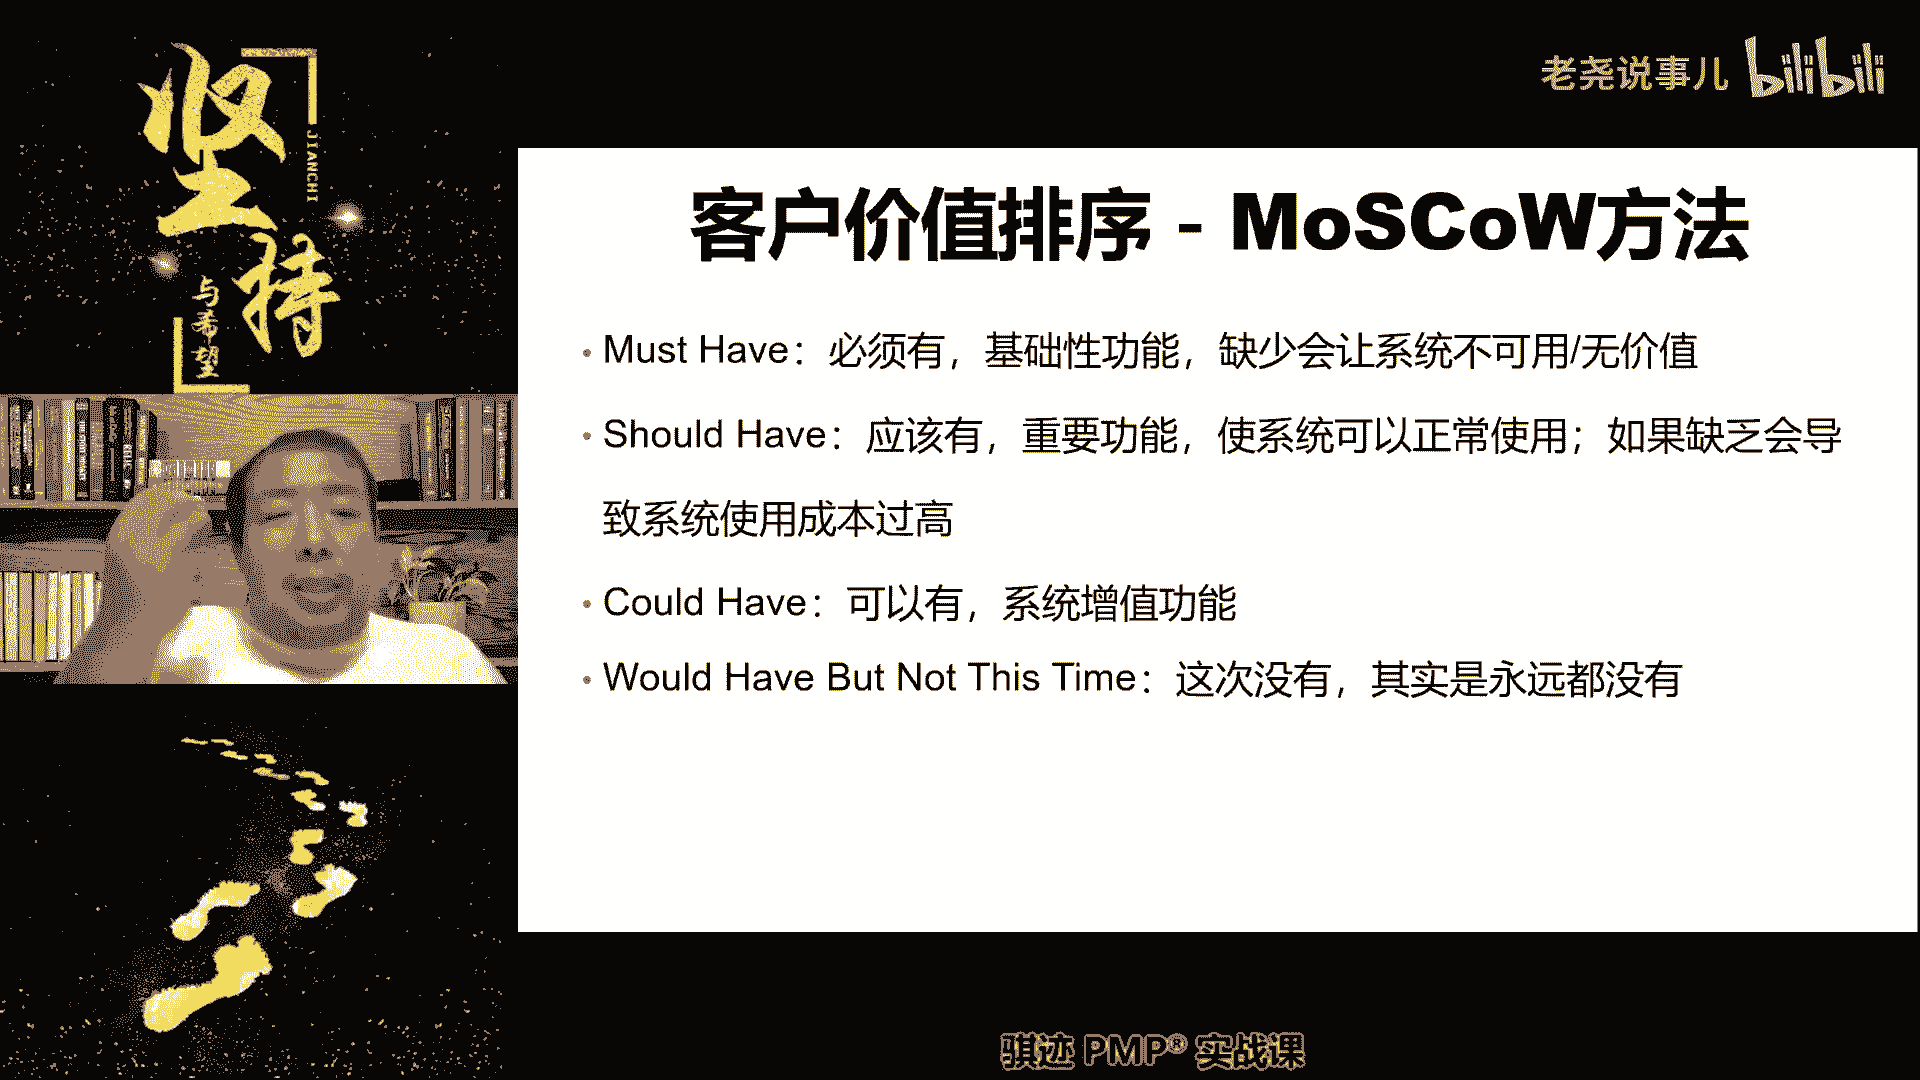 坚持
JIANCHI
与希望
老尧说事儿 bilibili
客户价值排序 - MoSCoW方法
• Must Have：必须有，基础性功能，缺少会让系统不可用/无价值
• Should Have：应该有，重要功能，使系统可以正常使用；如果缺乏会导
致系统使用成本过高
• Could Have：可以有，系统增值功能
• Would Have But Not This Time：这次没有，其实是永远都没有
骐迹 PMP® 实战课